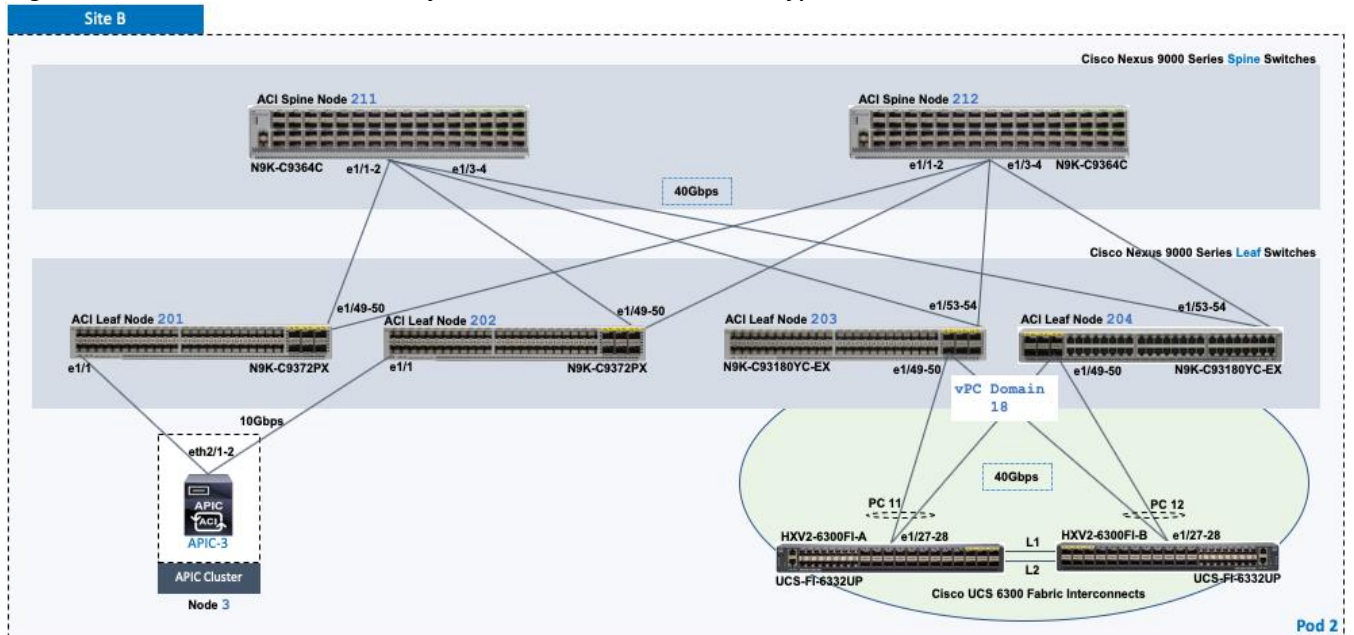 Site B
Cisco Nexus 9000 Series Spine Switches
ACI Spine Node 211
ACI Spine Node 212
N9K-C9364C
e1/1-2
e1/3-4
e1/1-2
e1/3-4
N9K-C9364C
40Gbps
Cisco Nexus 9000 Series Leaf Switches
ACI Leaf Node 201
e1/49-50
ACI Leaf Node 202
e1/49-50
ACI Leaf Node 203
e1/53-54
ACI Leaf Node 204
e1/53-54
e1/1
N9K-C9372PX
e1/1
N9K-C9372PX
N9K-C93180YC-EX
e1/49-50
e1/49-50
N9K-C93180YC-EX
vPC Domain
18
10Gbps
eth2/1-2
APIC
ACI
APIC-3
APIC Cluster
Node 3
40Gbps
PC 11
PC 12
HXV2-6300FI-A
e1/27-28
L1
L2
HXV2-6300FI-B
e1/27-28
UCS-FI-6332UP
UCS-FI-6332UP
Cisco UCS 6300 Fabric Interconnects
Pod 2